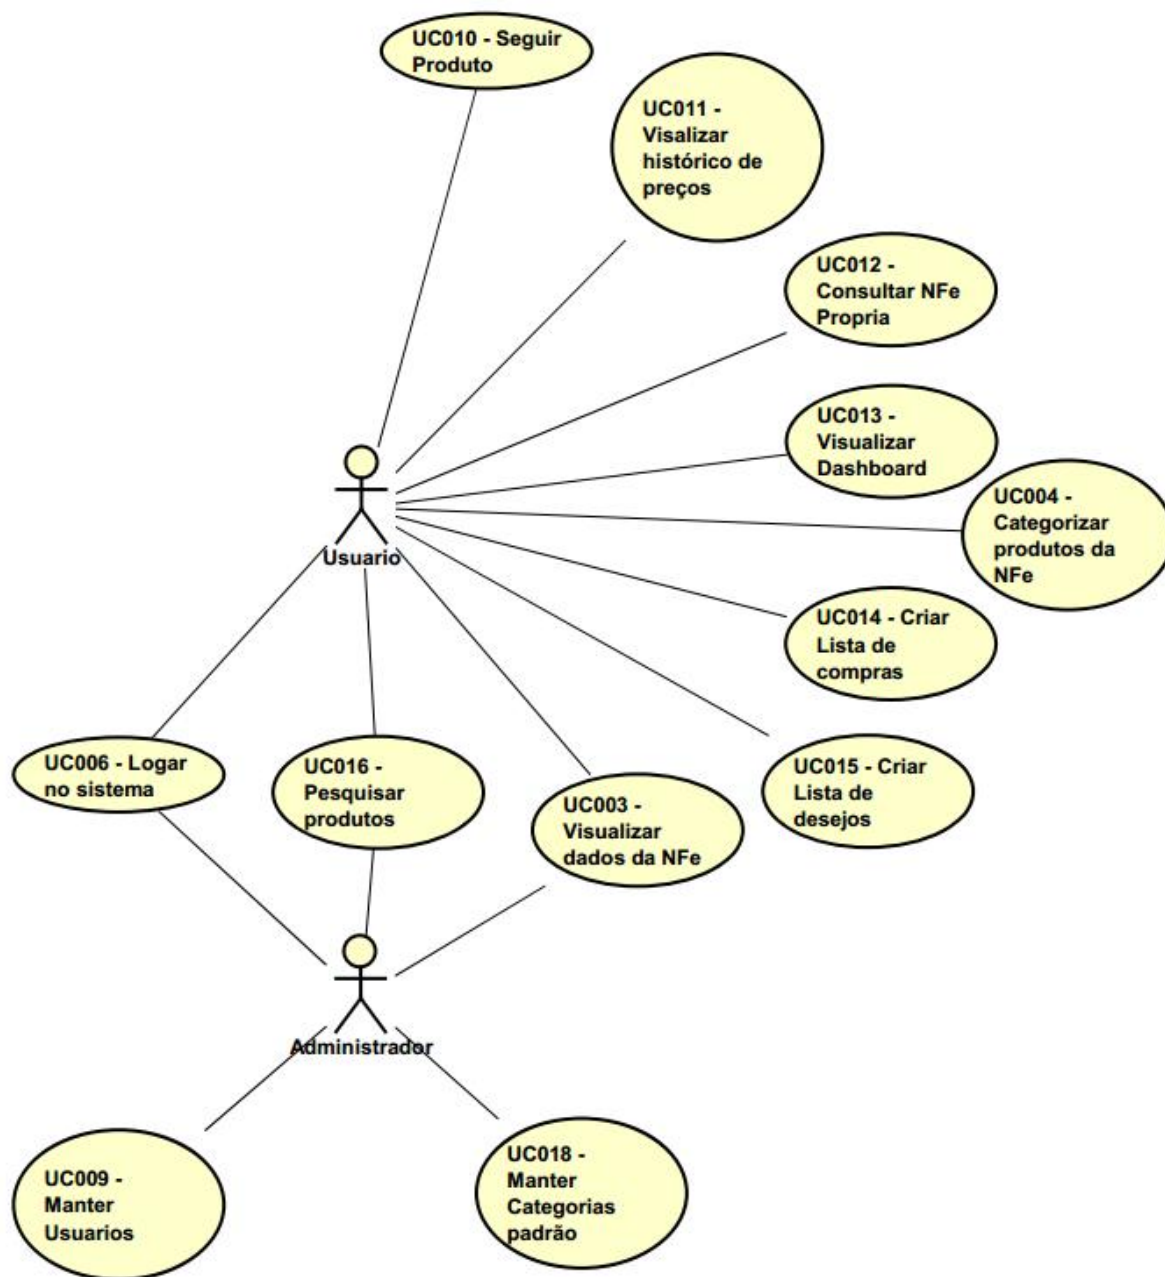 UC010 - Seguir
Produto
UC011 -
Visalizar
histórico de
preços
UC012 -
Consultar NFe
Propria
UC013 -
Visualizar
Dashboard
UC004 -
Categorizar
produtos da
NFe
Usuario
UC014 - Criar
Lista de
compras
UC006 - Logar
no sistema
UC016 -
Pesquisar
produtos
UC003 -
Visualizar
dados da NFe
UC015 - Criar
Lista de
desejos
Administrador
UC009 -
Manter
Usuarios
UC018 -
Manter
Categorias
padrão